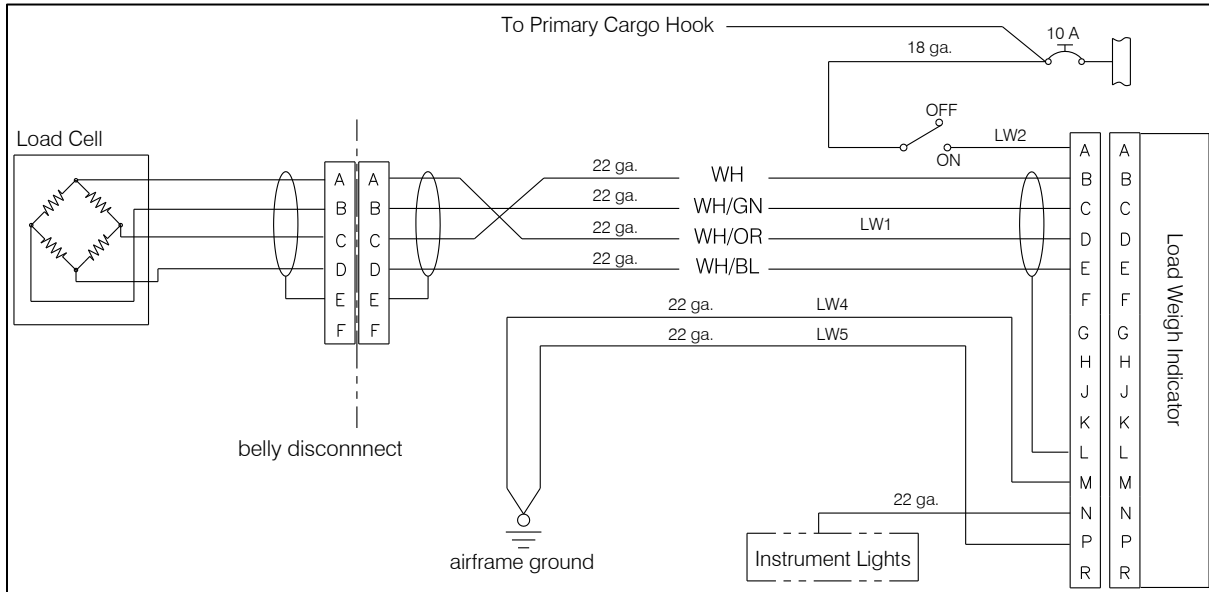 To Primary Cargo Hook
10 A
18 ga.
OFF
ON
LW2
Load Cell
A A
B B
C C
D D
E E
F F
22 ga. WH
22 ga. WH/GN
22 ga. WH/OR LW1
22 ga. WH/BL
22 ga. LW4
22 ga. LW5
belly disconnnect
airframe ground
22 ga.
Instrument Lights
A A
B B
C C
D D
E E
F F
G G
H H
J J
K K
L L
M M
N N
P P
R R
Load Weigh Indicator